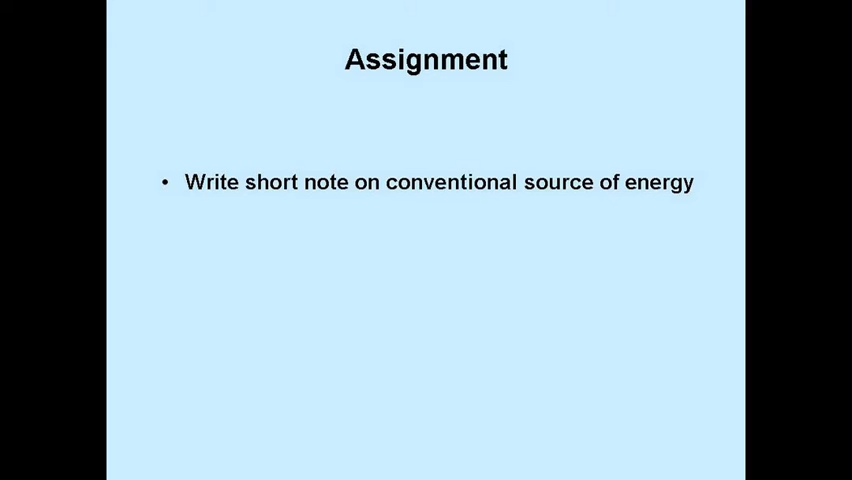 Assignment
• Write short note on conventional source of energy